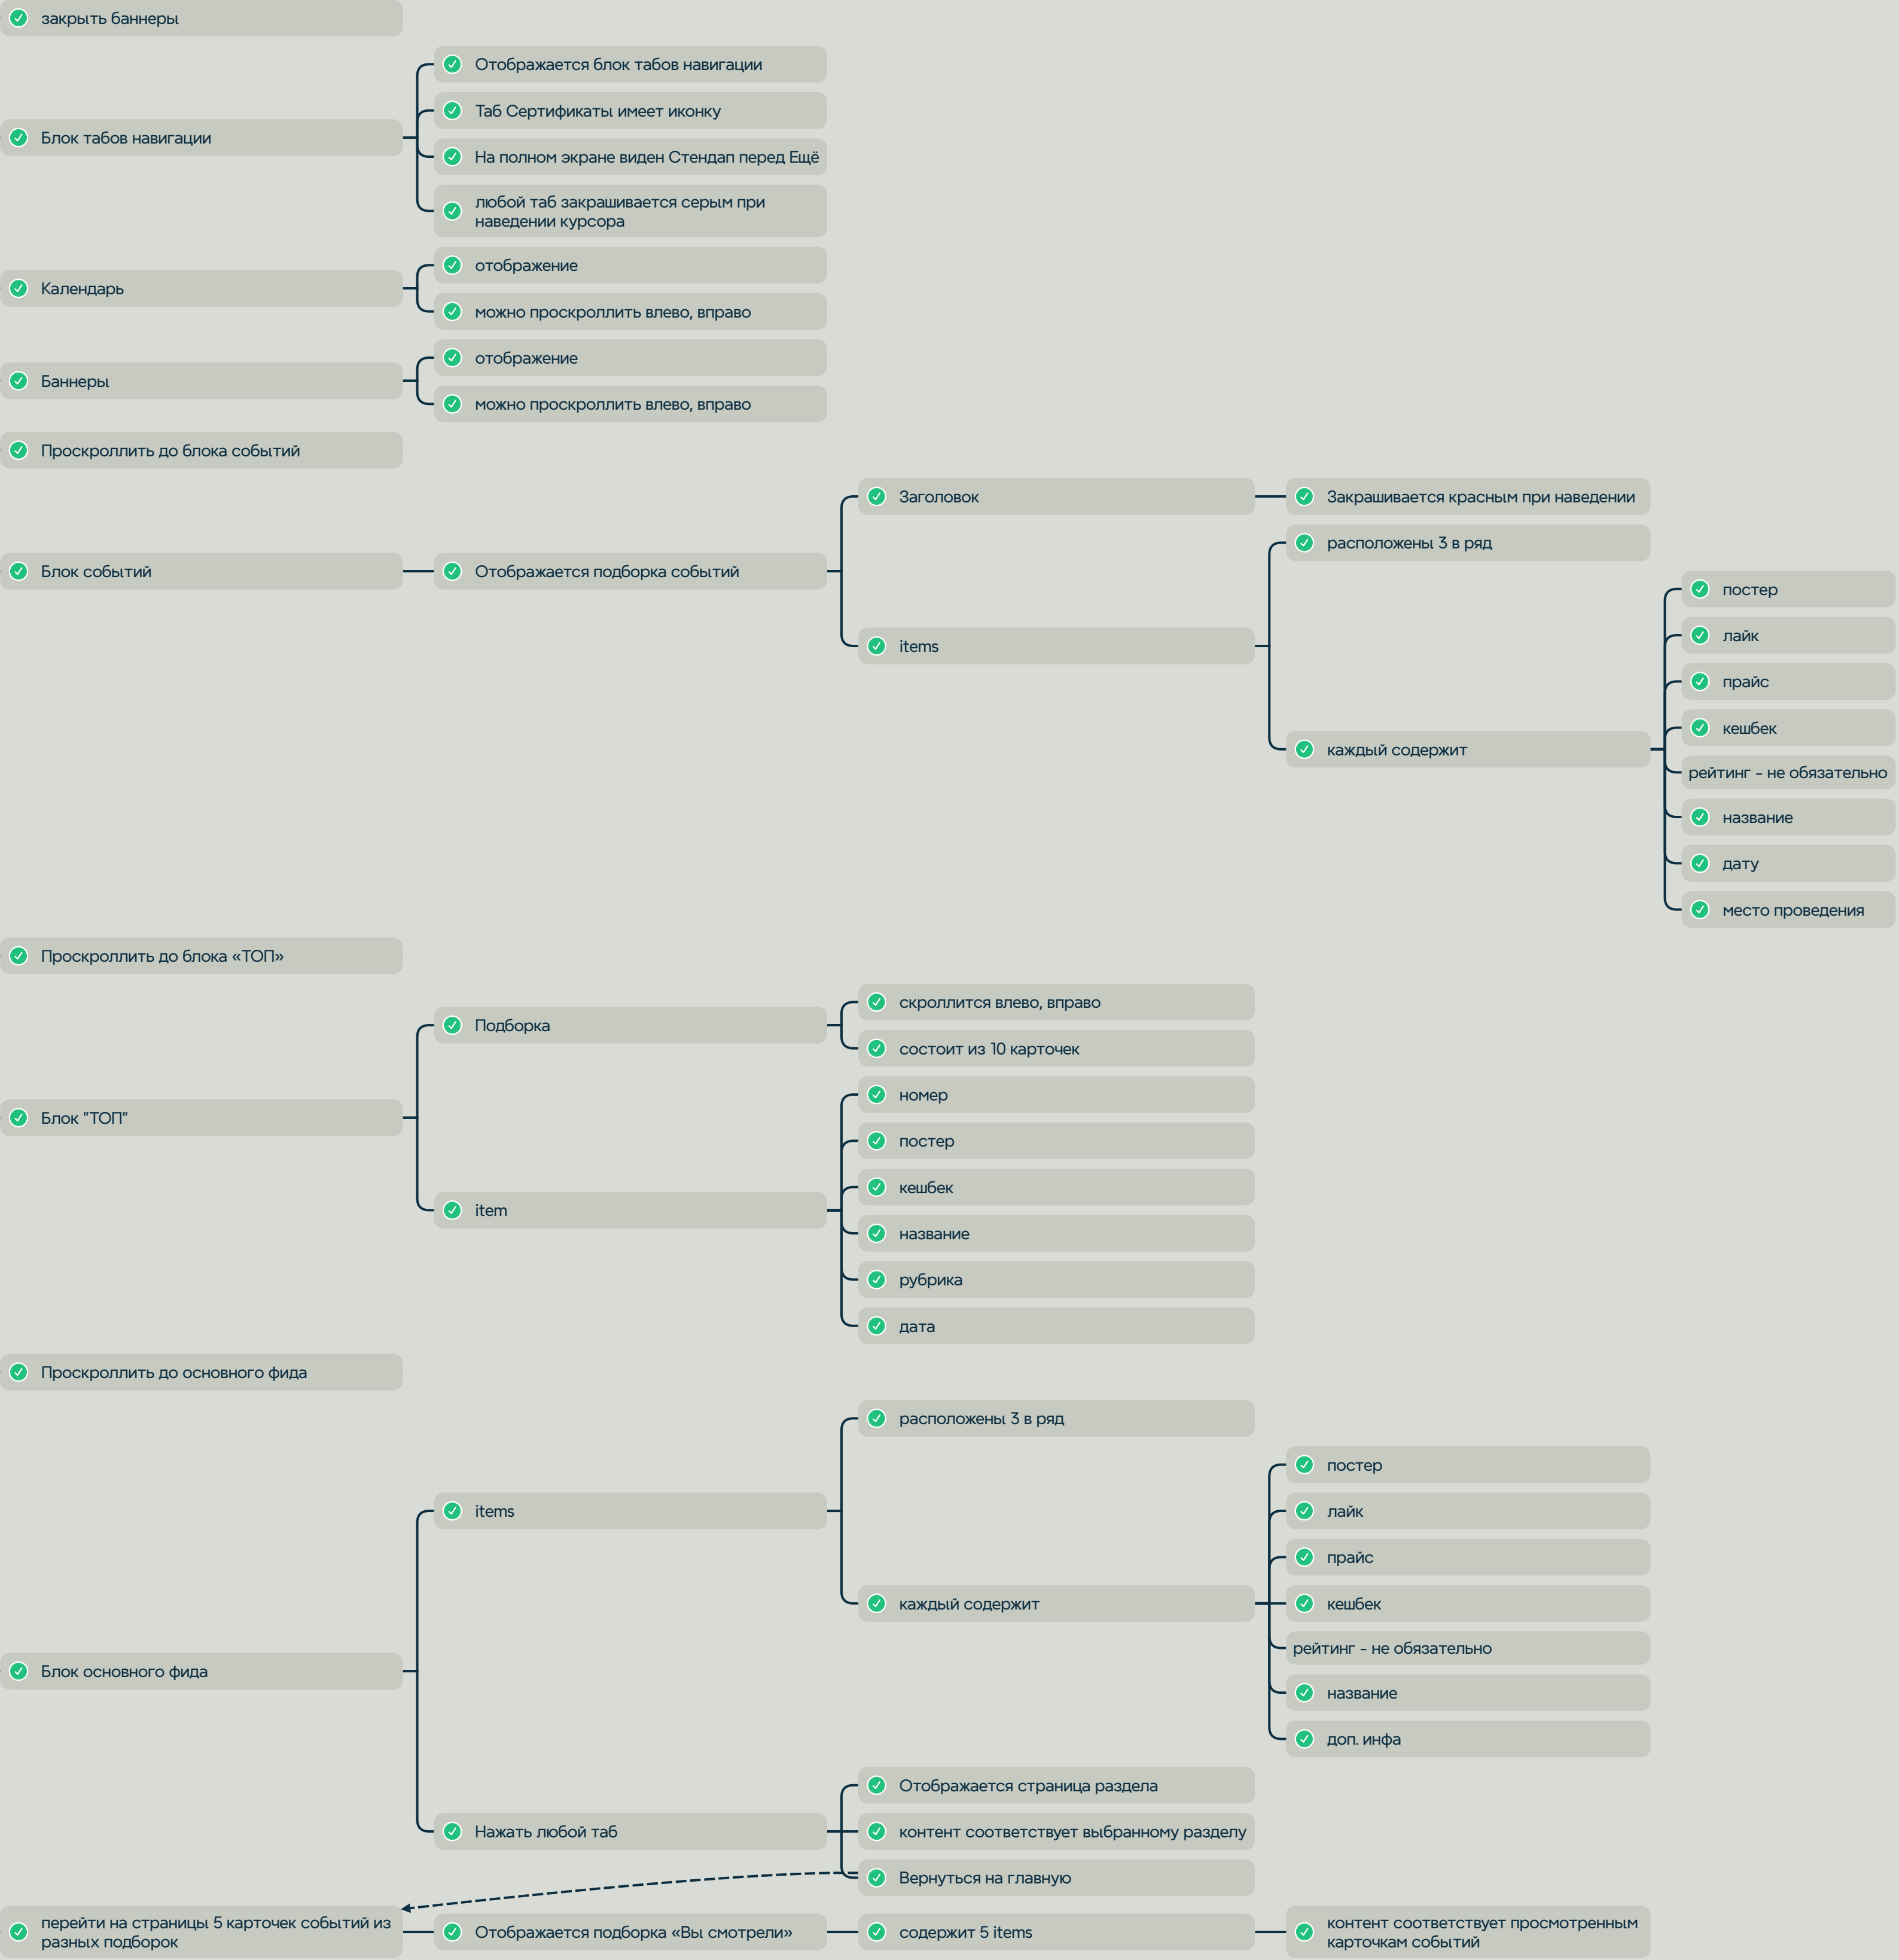 закрыть баннеры
Блок табов навигации
Отображается блок табов навигации
Таб Сертификаты имеет иконку
На полном экране виден Стендап перед Ещё
любой таб закрашивается серым при
наведении курсора
Календарь
отображение
можно проскроллить влево, вправо
Баннеры
отображение
можно проскроллить влево, вправо
Проскроллить до блока событий
Блок событий
Отображается подборка событий
Заголовок
Закрашивается красным при наведении
items
расположены 3 в ряд
каждый содержит
постер
лайк
прайс
кешбек
рейтинг - не обязательно
название
дату
место проведения
Проскроллить до блока «ТОП»
Блок "ТОП"
Подборка
скроллится влево, вправо
состоит из 10 карточек
item
номер
постер
кешбек
название
рубрика
дата
Проскроллить до основного фида
Блок основного фида
items
расположены 3 в ряд
каждый содержит
постер
лайк
прайс
кешбек
рейтинг - не обязательно
название
доп. инфа
Нажать любой таб
Отображается страница раздела
контент соответствует выбранному разделу
Вернуться на главную
перейти на страницы 5 карточек событий из
разных подборок
Отображается подборка «Вы смотрели»
содержит 5 items
контент соответствует просмотренным
карточкам событий